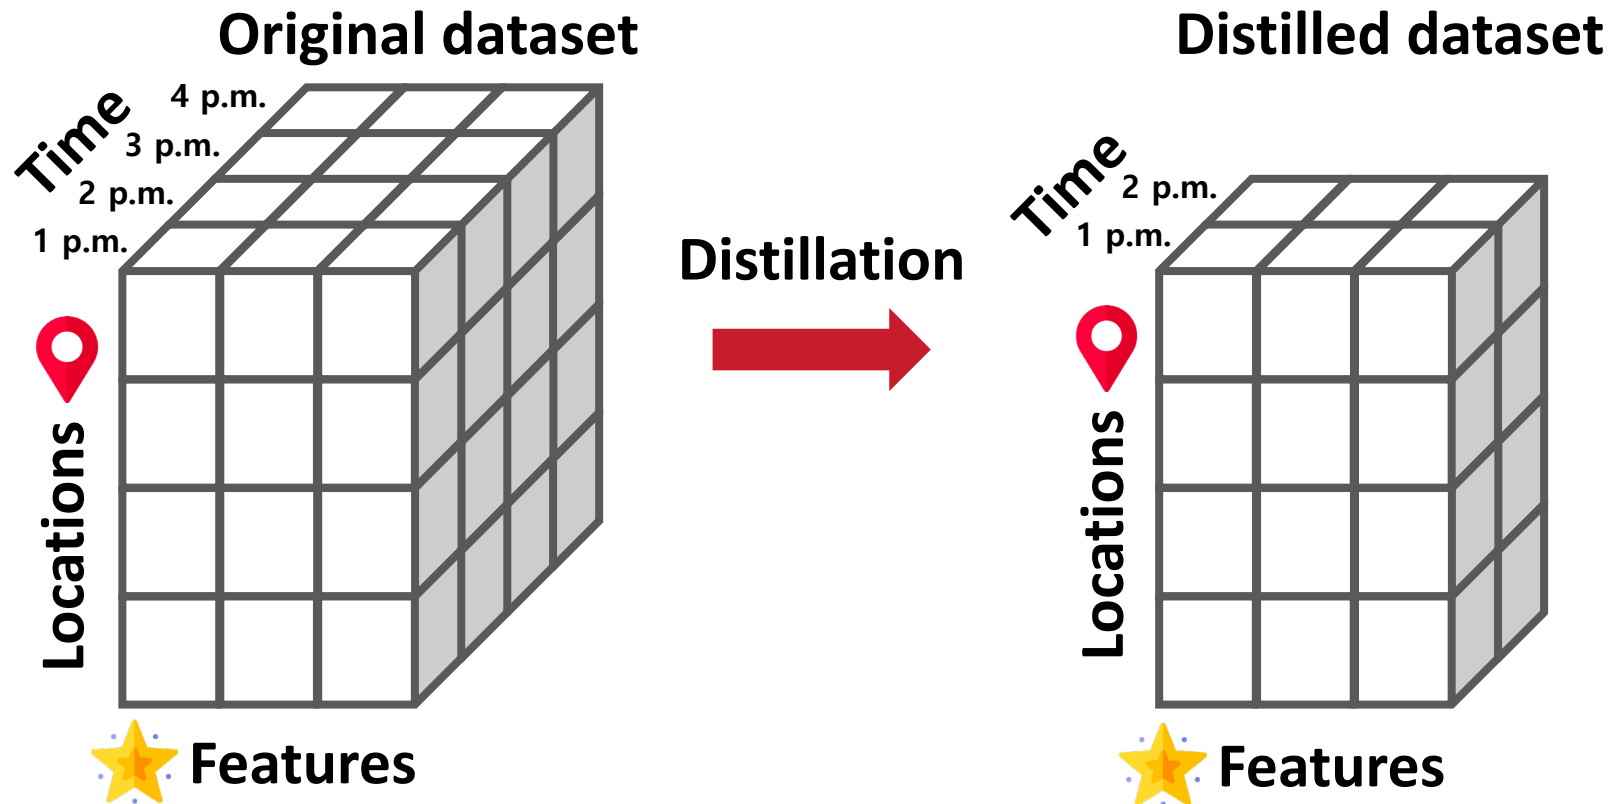 Original dataset
Time
4 p.m.
3 p.m.
2 p.m.
1 p.m.
Locations
Features
Distillation
Distilled dataset
Time
2 p.m.
1 p.m.
Locations
Features